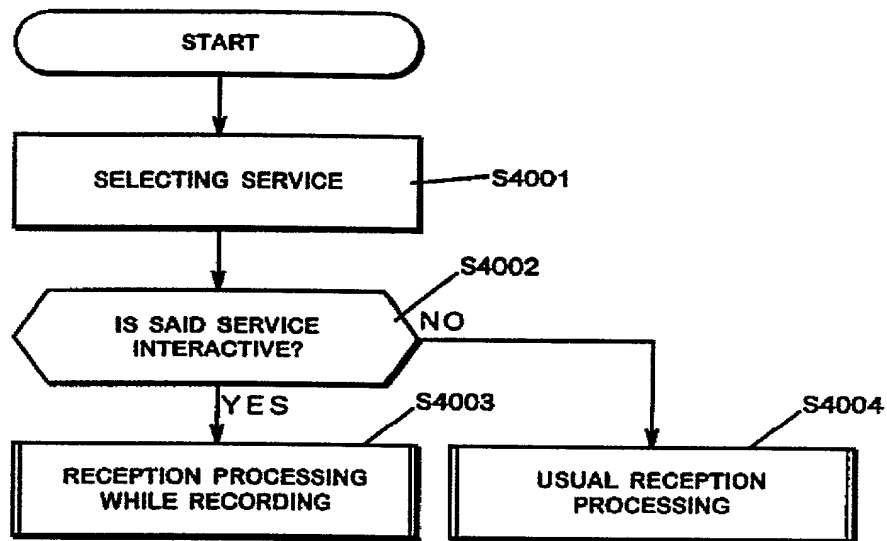 START
SELECTING SERVICE
S4001
S4002
IS SAID SERVICE
INTERACTIVE?
NO
YES
S4003
S4004
RECEPTION PROCESSING
WHILE RECORDING
USUAL RECEPTION
PROCESSING